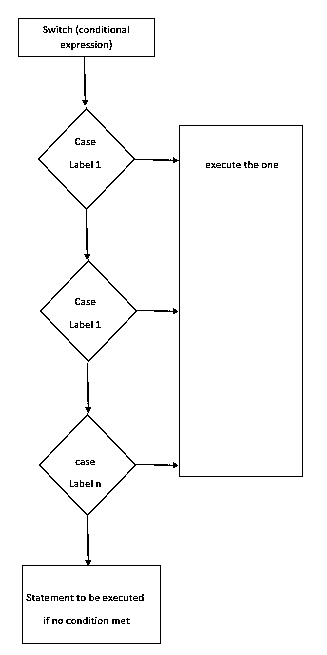 Switch (conditional
expression)
Case
Label 1
execute the one
Case
Label 1
case
Label n
Statement to be executed
if no condition met